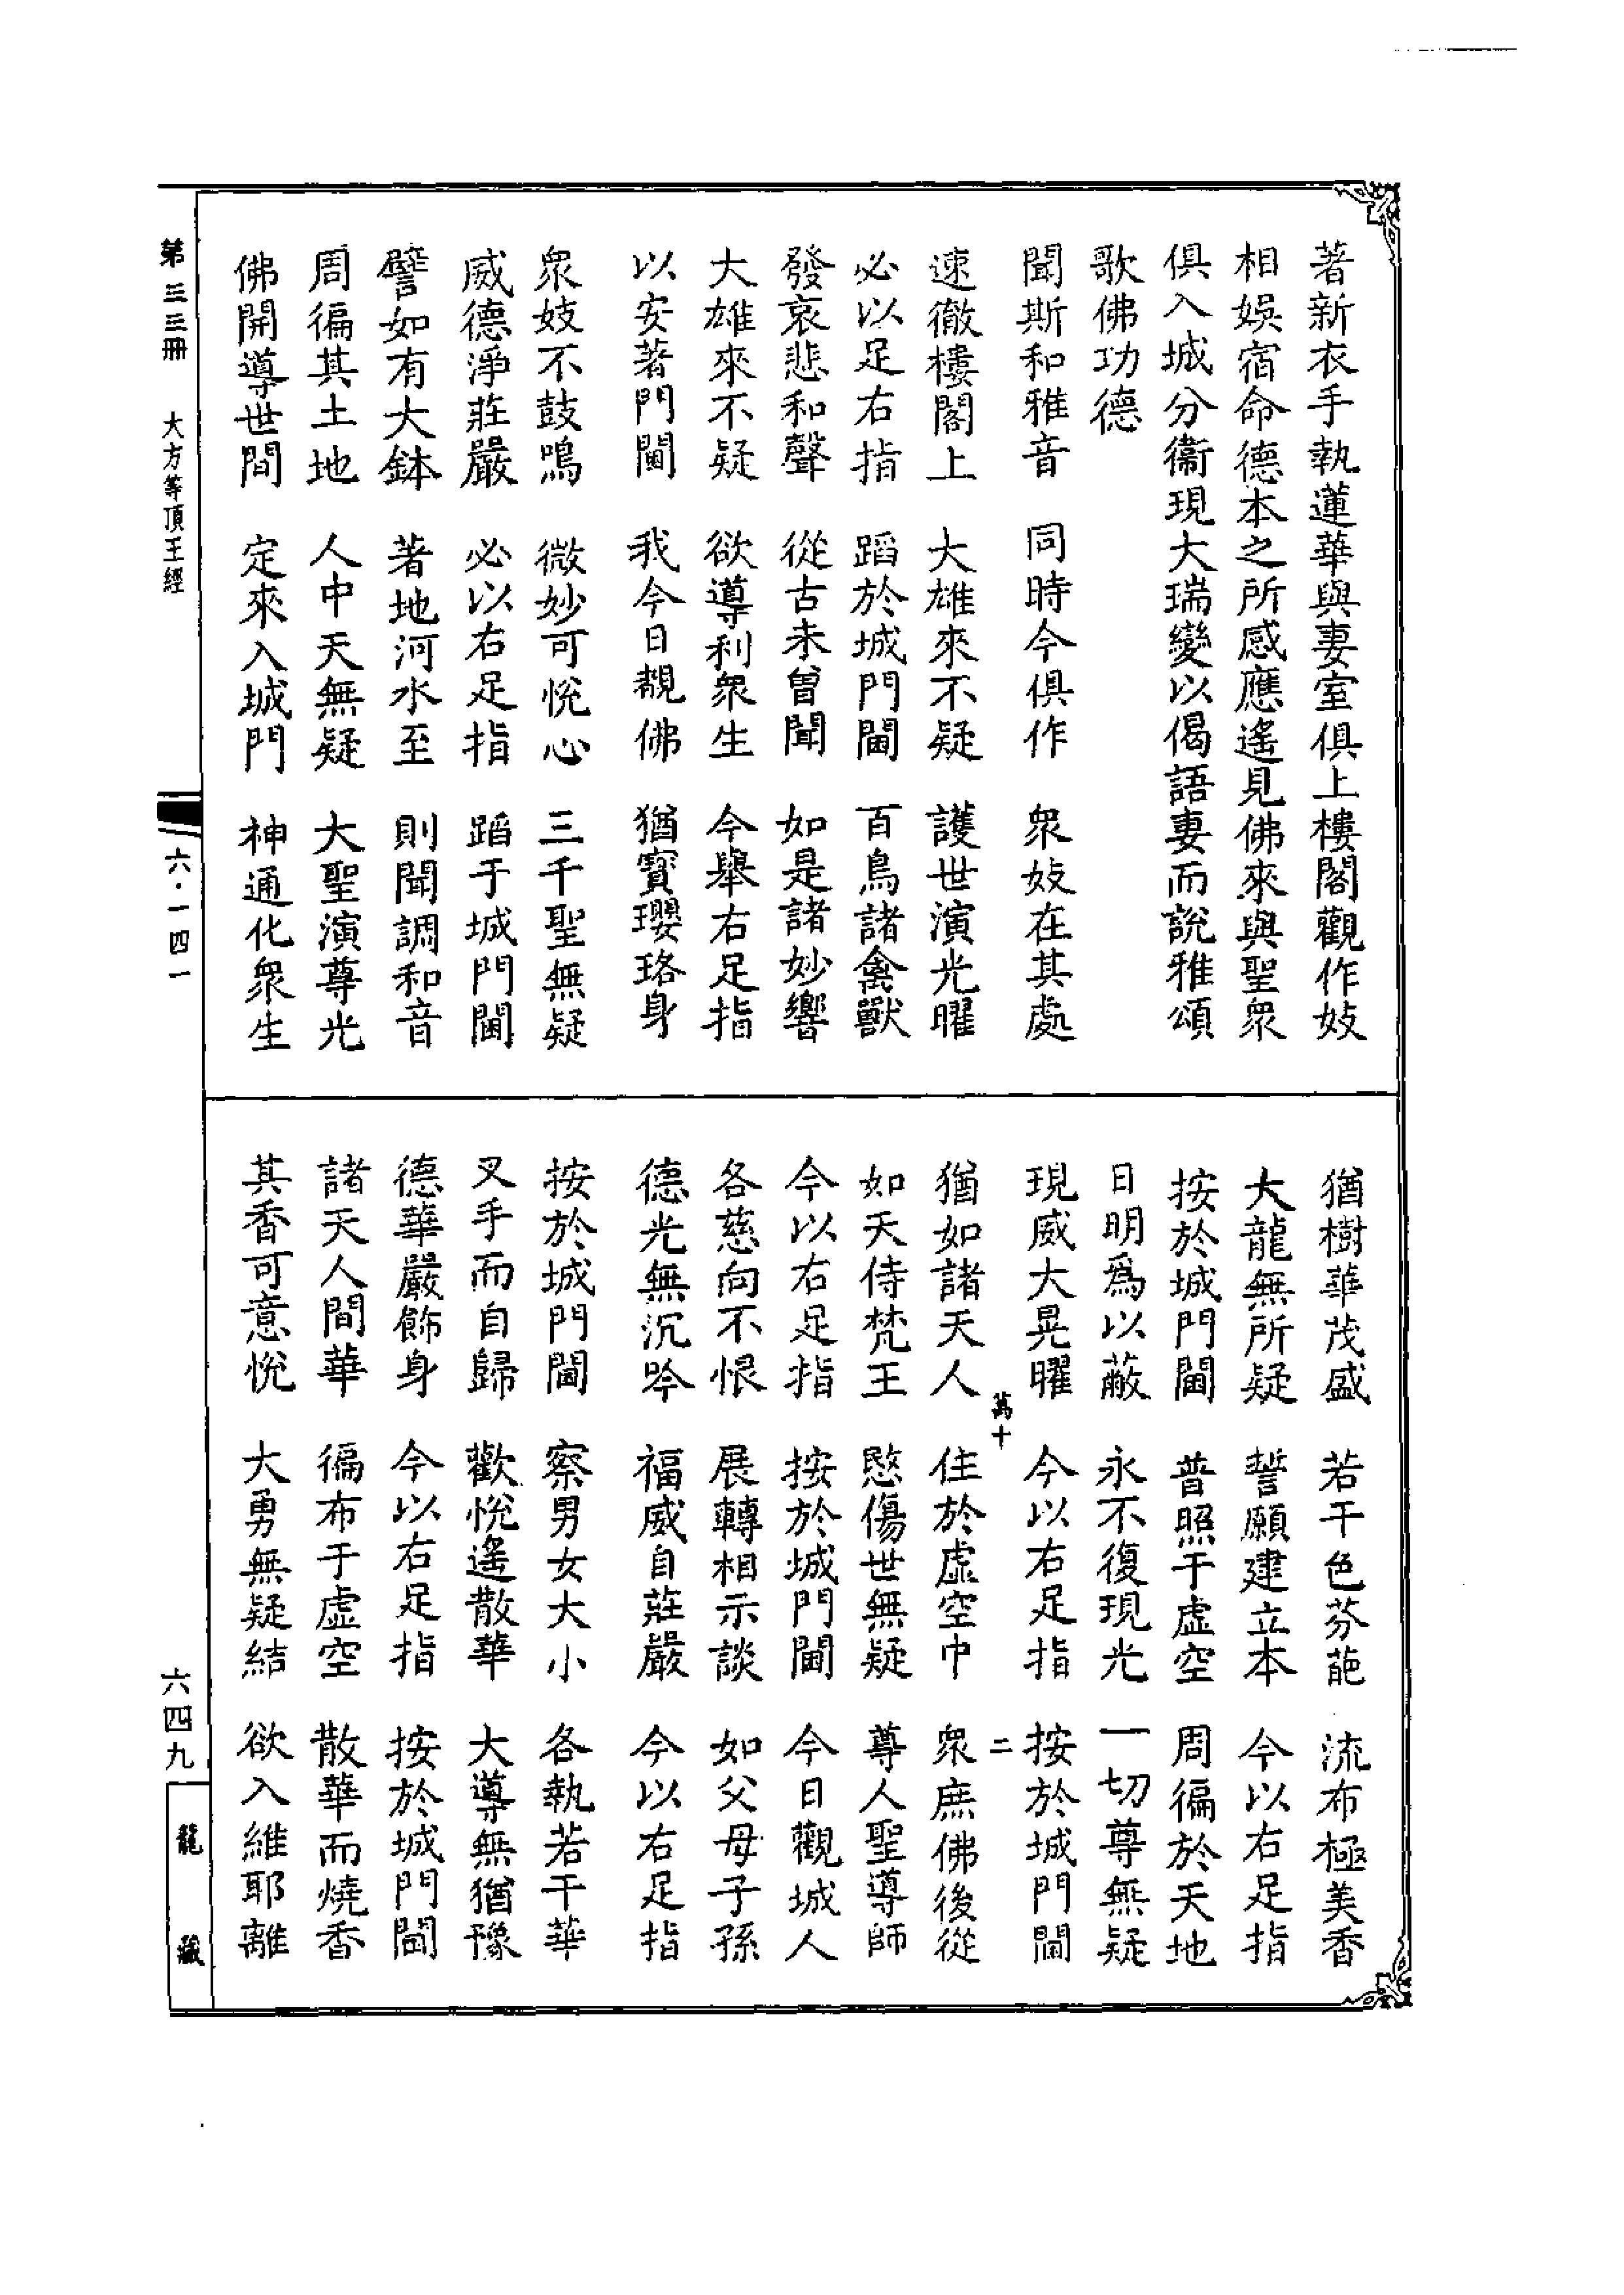 著新衣手執蓮華與妻室俱上樓閣觀作妓
相娛宿命德本之所感應遙見佛來與聖眾
俱入城分衞現大瑞變以偈語妻而說雅頌
歌佛功德
聞斯和雅音　同時今俱作　眾妓在其處
速徹樓閣上　大雄來不疑　護世演光曜
必以足右指　蹈於城門閫　百鳥諸禽獸
發哀悲和聲　從古未曾聞　如是諸妙響
大雄來不疑　欲導利眾生　今舉右足指
以安著門閫　我今日覩佛　猶寶瓔珞身
眾妓不鼓鳴　微妙可悅心　三千聖無疑
威德淨莊嚴　必以右足指　蹈于城門閫
譬如有大鉢　著地河水至　則聞調和音
周徧其土地　人中天無疑　大聖演尊光
佛開導世間　定來入城門　神通化眾生
猶樹華茂盛　若干色芬葩　流布極美香
大龍無所疑　誓願建立本　今以右足指
按於城門閫　普照于虛空　周徧於天地
日明為以蔽　永不復現光　一切尊無疑
現威大晃曜　今以右足指　按於城門閫
萬十　二
猶如諸天人　住於虛空中　眾庶佛後從
如天侍梵王　愍傷世無疑　尊人聖導師
今以右足指　按於城門閫　今日觀城人
各慈向不恨　展轉相示談　如父母子孫
德光無沉吟　福威自莊嚴　今以右足指
按於城門閫　察男女大小　各執若干華
叉手而自歸　歡悅遙散華　大導無猶豫
德華嚴飾身　今以右足指　按於城門閫
諸天人間華　徧布于虛空　散華而燒香
其香可意悅　大勇無疑結　欲入維耶離
第三三冊　大方等頂王經
六·一四一
六四九
龍藏